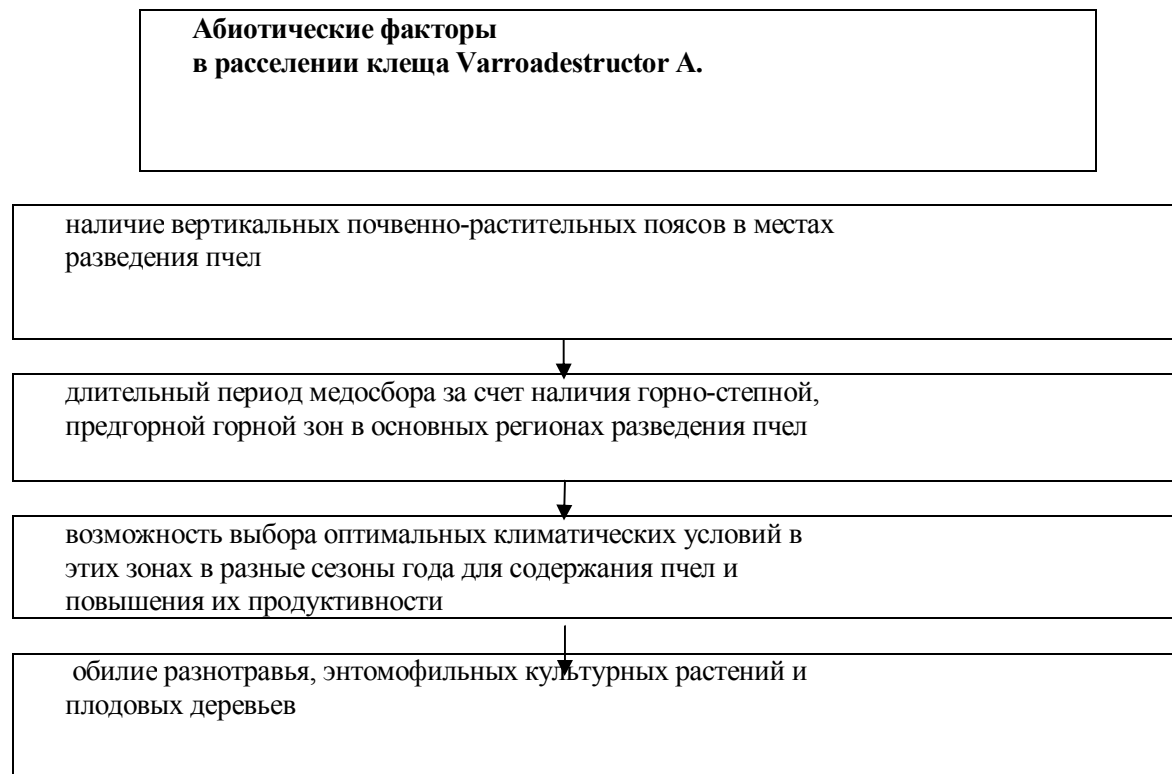 Абиотические факторы
в расселении клеща Varroadestructor A.
наличие вертикальных почвенно-растительных поясов в местах
разведения пчел
длительный период медосбора за счет наличия горно-степной,
предгорной горной зон в основных регионах разведения пчел
возможность выбора оптимальных климатических условий в
этих зонах в разные сезоны года для содержания пчел и
повышения их продуктивности
обилие разнотравья, энтомофильных культурных растений и
плодовых деревьев